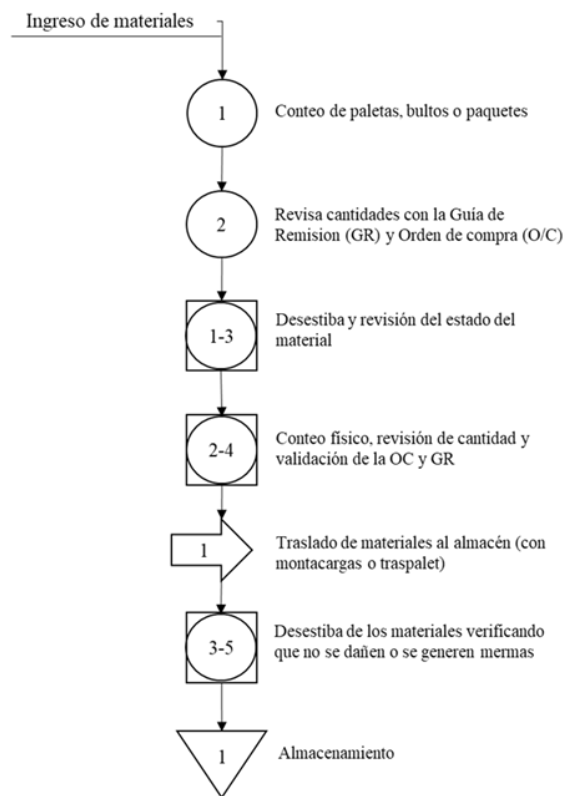 Ingreso de materiales
1
Conteo de paletas, bultos o paquetes
2
Revisa cantidades con la Guía de
Remision (GR) y Orden de compra (O/C)
1-3
Desestiba y revisión del estado del
material
2-4
Conteo físico, revisión de cantidad y
validación de la OC y GR
1
Traslado de materiales al almacén (con
montacargas o traspalet)
3-5
Desestiba de los materiales verificando
que no se dañen o se generen mermas
1
Almacenamiento